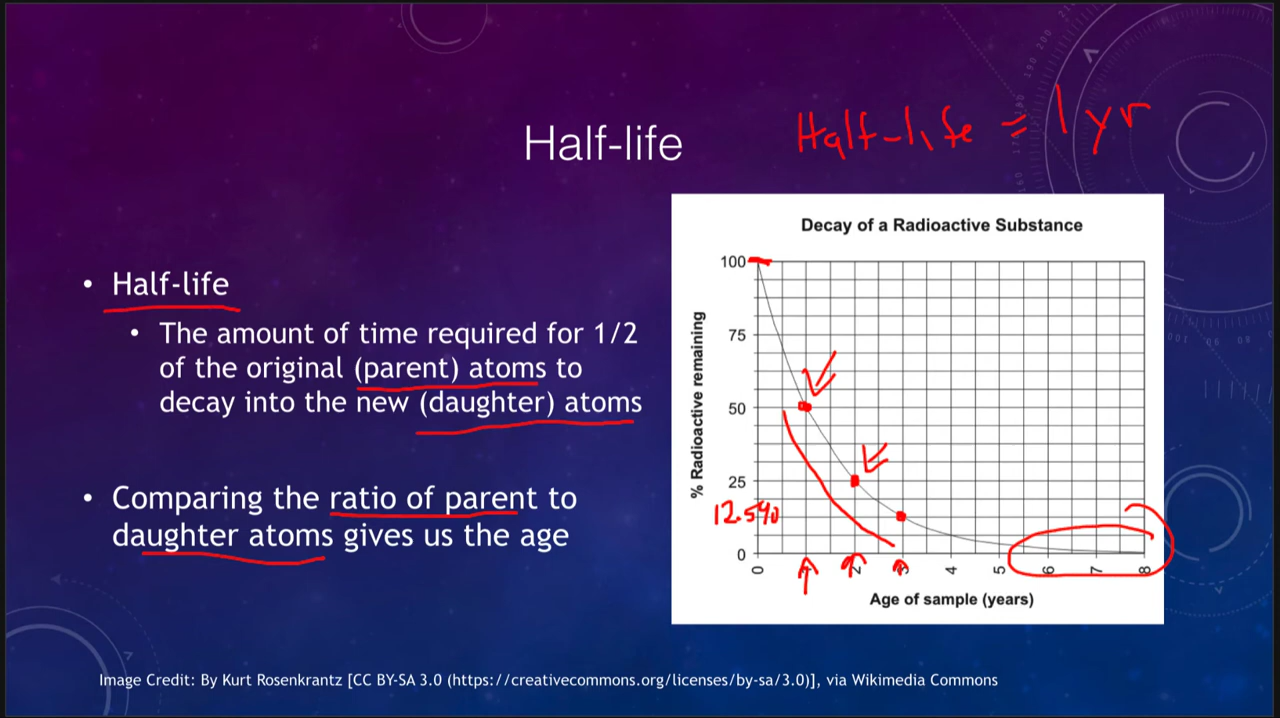 Half-life
Half-life = 1 yr
• Half-life
• The amount of time required for 1/2
of the original (parent) atoms to
decay into the new (daughter) atoms
• Comparing the ratio of parent to
daughter atoms gives us the age
Decay of a Radioactive Substance
% Radioactive remaining
100
75
50
25
12.5%
0
0 1 2 3 4 5 6 7 8
Age of sample (years)
Image Credit: By Kurt Rosenkrantz [CC BY-SA 3.0 (https://creativecommons.org/licenses/by-sa/3.0)], via Wikimedia Commons